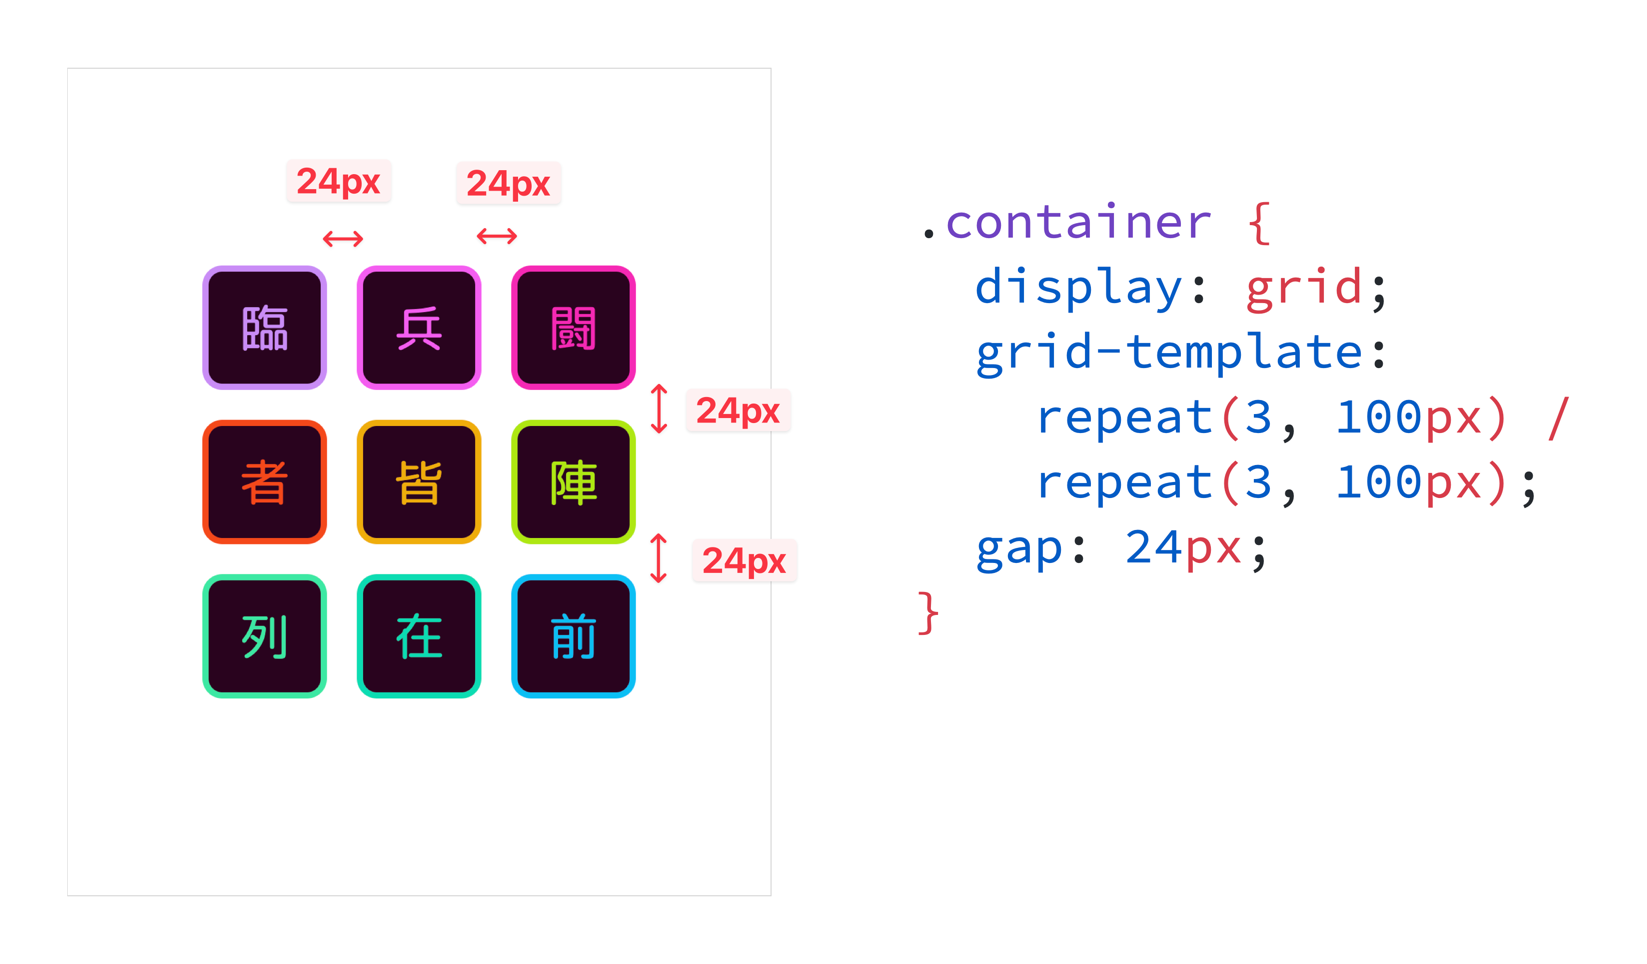 24px 24px
臨 兵 闘
24px
者 皆 陣
24px
列 在 前
.container {
  display: grid;
  grid-template:
    repeat(3, 100px) /
    repeat(3, 100px);
  gap: 24px;
}